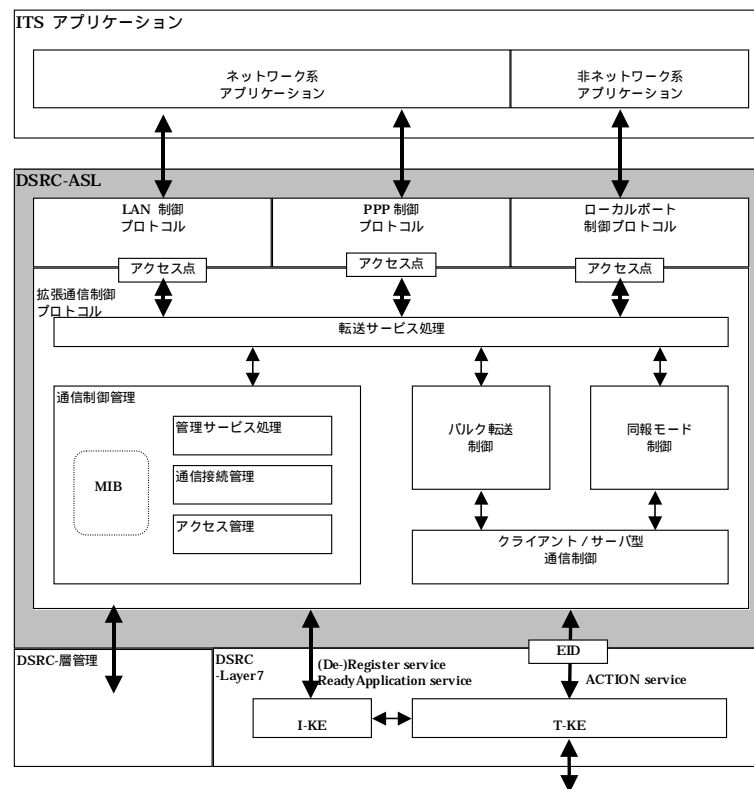 ITS アプリケーション
ネットワーク系
アプリケーション
非ネットワーク系
アプリケーション
DSRC-ASL
LAN 制御
プロトコル
PPP 制御
プロトコル
ローカルポート
制御プロトコル
アクセス点
アクセス点
アクセス点
拡張通信制御
プロトコル
転送サービス処理
通信制御管理
管理サービス処理
MIB
通信接続管理
アクセス管理
バルク転送
制御
同報モード
制御
クライアント / サーバ型
通信制御
DSRC-層管理
DSRC
-Layer7
(De-)Register service
ReadyApplication service
EID
ACTION service
I-KE
T-KE